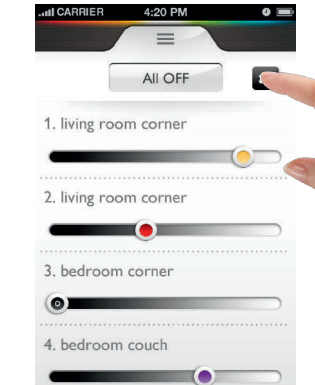 CARRIER 4:20 PM
All OFF
1. living room corner
2. living room corner
3. bedroom corner
4. bedroom couch